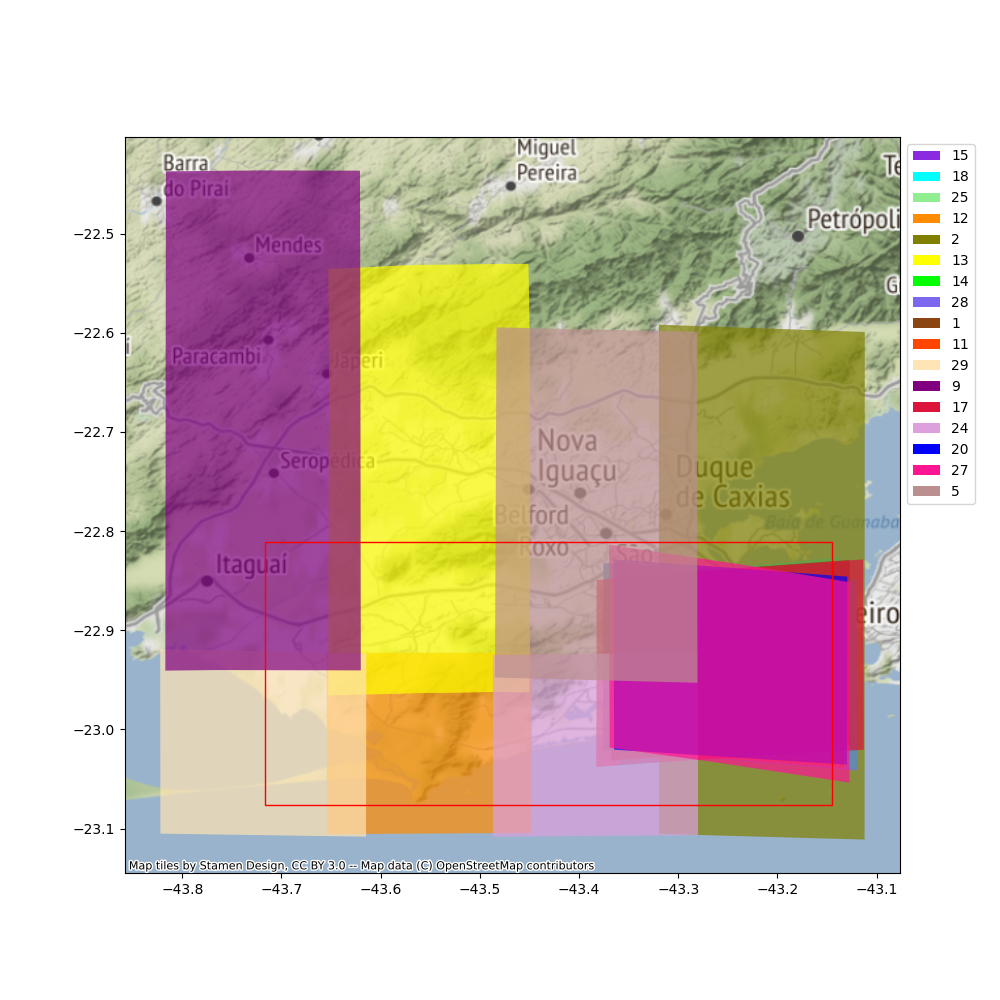 Miguel
Pereira
Barra
do Pirai
Te
Petrópoli
Mendes
G
Paracambi
Japeri
i
Seropédica
Nova
Iguaçu
Duque
de Caxias
Belford
Roxo
São
Baia de Guanaba
Itaguaí
eiro
Map tiles by Stamen Design, CC BY 3.0 -- Map data (C) OpenStreetMap contributors
−22.5
−22.6
−22.7
−22.8
−22.9
−23.0
−23.1
−43.8
−43.7
−43.6
−43.5
−43.4
−43.3
−43.2
−43.1
15
18
25
12
2
13
14
28
1
11
29
9
17
24
20
27
5